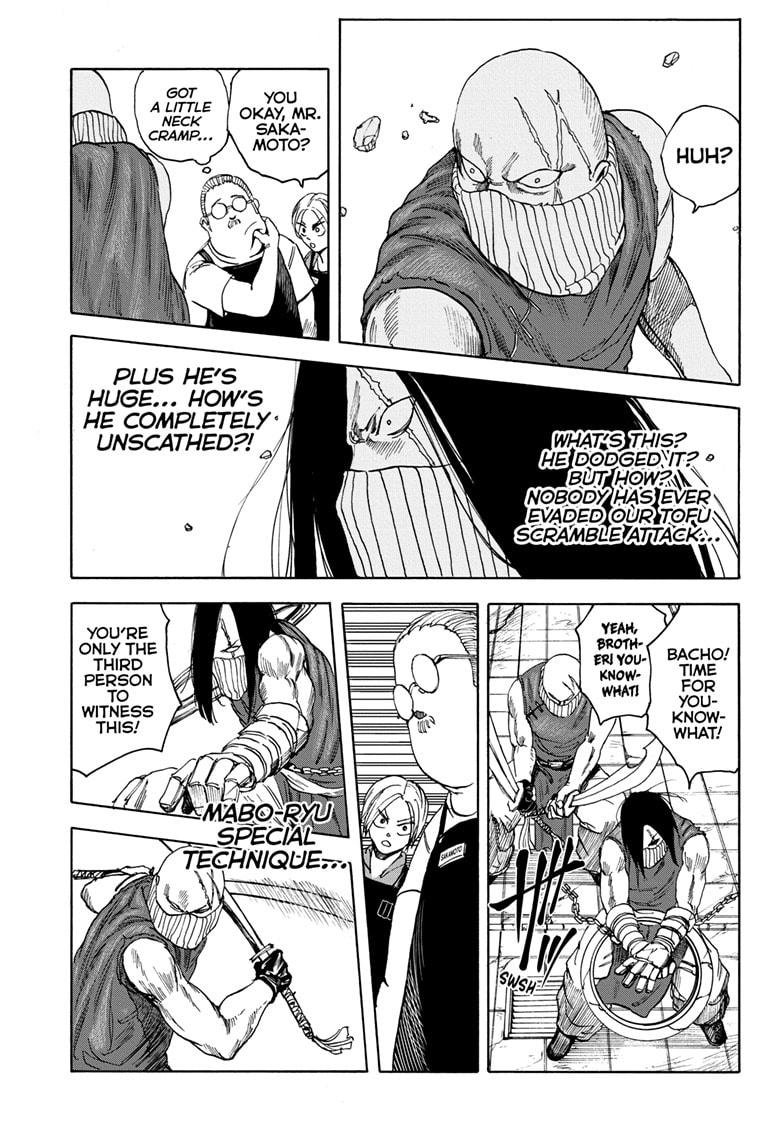 HUH?
YOU
OKAY, MR.
SAKA-
MOTO?
GOT
A LITTLE
NECK
CRAMP...
WHAT'S THIS?
HE DODGED IT?
BUT HOW?
NOBODY HAS EVER
EVADED OUR TOFU
SCRAMBLE ATTACK...
PLUS HE'S
HUGE... HOW'S
HE COMPLETELY
UNSCATHED?!
BACHO!
TIME
FOR
YOU-
KNOW-
WHAT!
YEAH,
BROTH-
ER! YOU-
KNOW-
WHAT!
SWSH
SAKAMOTO
YOU'RE
ONLY THE
THIRD
PERSON
TO
WITNESS
THIS!
MABO-RYU
SPECIAL
TECHNIQUE...